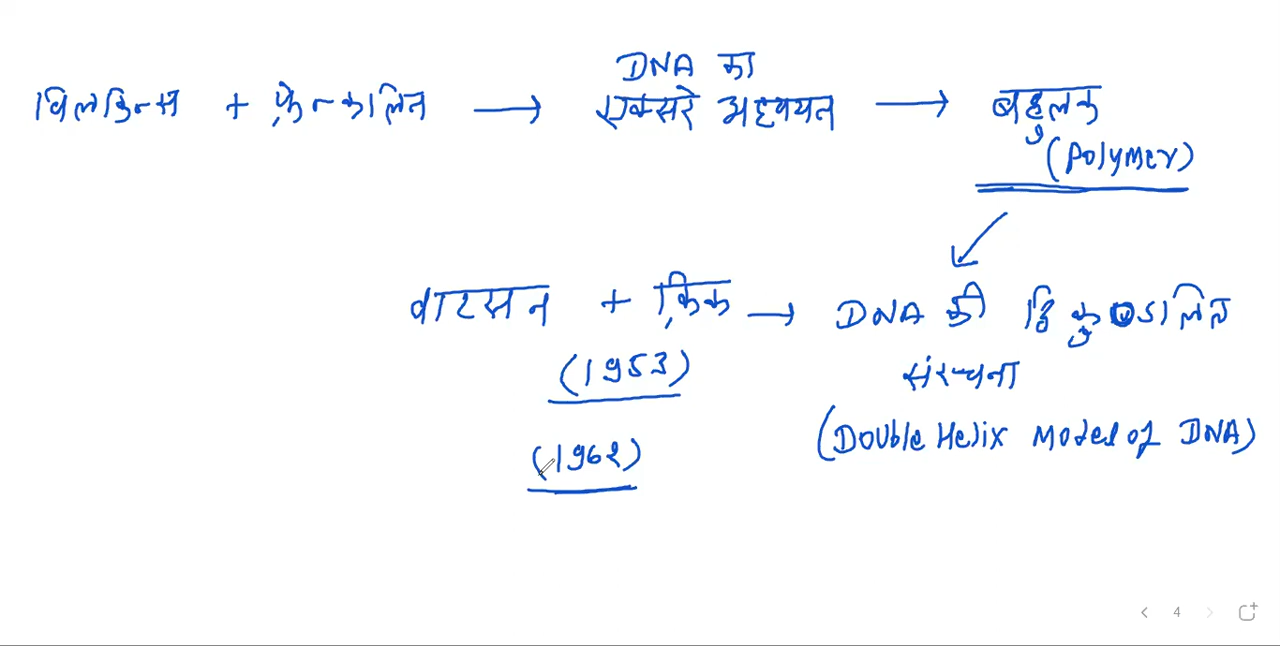 DNA का
विलकिन्स + फ्रेन्कालिन → एक्सरे अध्ययन → बहुलक
(Polymer)
वाटसन + क्रिक → DNA की द्विकुण्डलित
(1953) संरचना
(1962) (Double Helix Model of DNA)
4